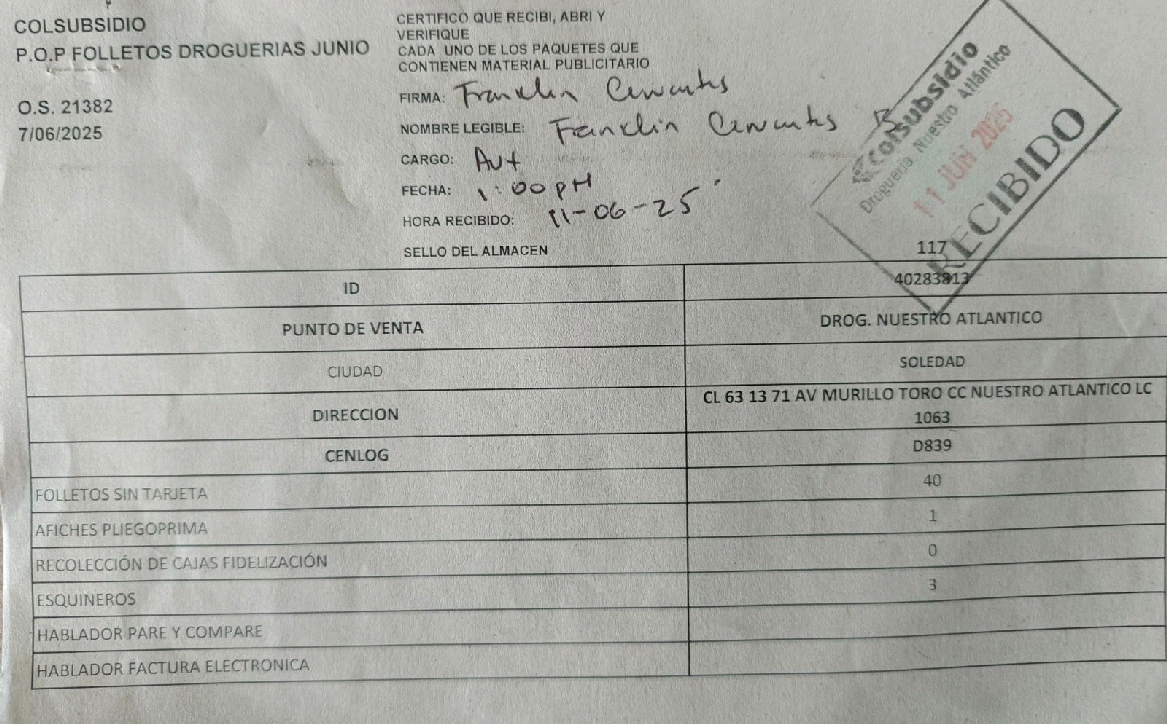 COLSUBSIDIO
P.O.P FOLLETOS DROGUERIAS JUNIO
O.S. 21382
7/06/2025
CERTIFICO QUE RECIBI, ABRI Y
VERIFIQUE
CADA UNO DE LOS PAQUETES QUE
CONTIENEN MATERIAL PUBLICITARIO
FIRMA: Franklin Cervantes
NOMBRE LEGIBLE: Franclin Cervantes B
CARGO: Aux
FECHA: 1:00 PM
HORA RECIBIDO: 11-06-25
SELLO DEL ALMACEN
Colsubsidio
Droguería Nuestro Atlántico
11 JUN 2025
RECIBIDO
117
ID 40283813
PUNTO DE VENTA DROG. NUESTRO ATLANTICO
CIUDAD SOLEDAD
DIRECCION CL 63 13 71 AV MURILLO TORO CC NUESTRO ATLANTICO LC
1063
CENLOG D839
FOLLETOS SIN TARJETA 40
AFICHES PLIEGOPRIMA 1
RECOLECCIÓN DE CAJAS FIDELIZACIÓN 0
ESQUINEROS 3
HABLADOR PARE Y COMPARE
HABLADOR FACTURA ELECTRONICA